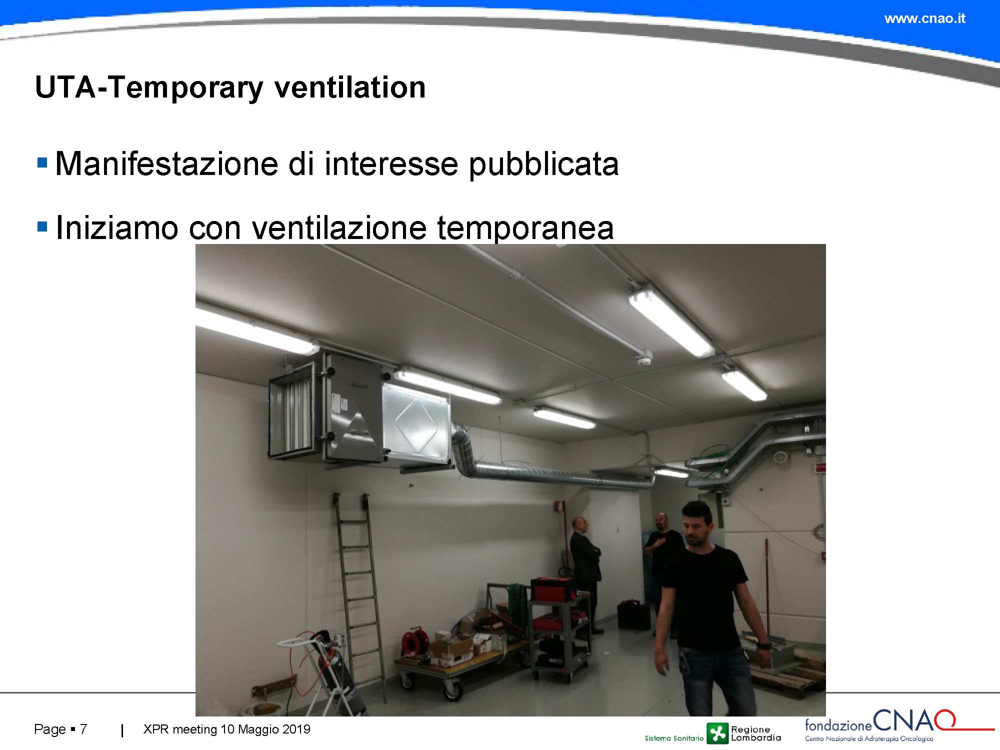 www.cnao.it
UTA-Temporary ventilation
▪ Manifestazione di interesse pubblicata
▪ Iniziamo con ventilazione temporanea
Page ▪ 7 | XPR meeting 10 Maggio 2019
Sistema Sanitario
Regione
Lombardia
fondazione CNAO
Centro Nazionale di Adroterapia Oncologica